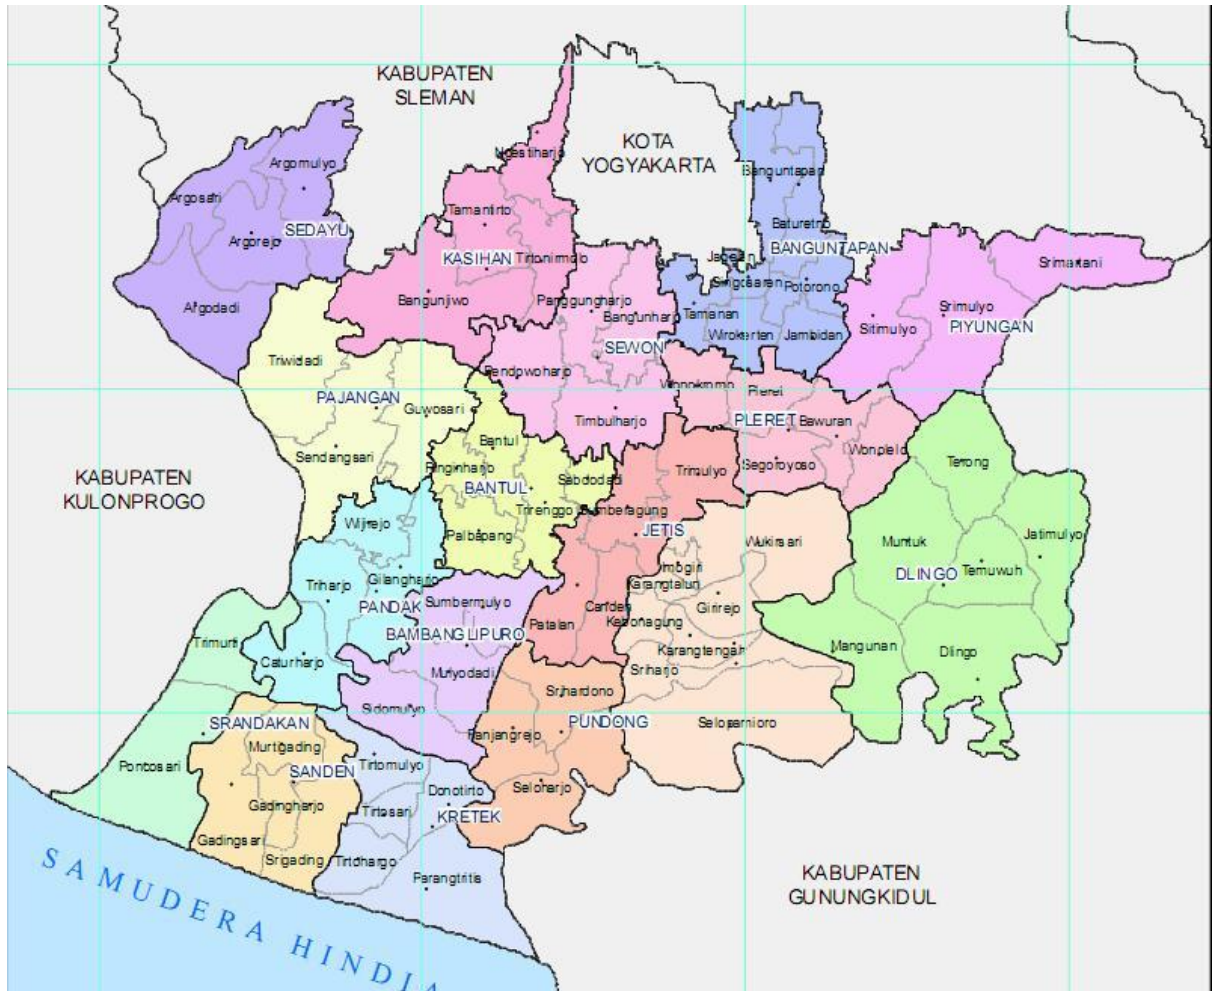 KABUPATEN
SLEMAN
KOTA
YOGYAKARTA
Ngestiharjo
Argomulyo
Banguntapan
Argosari
Tamantirto
Baturetno
Argorejo
SEDAYU
BANGUNTAPAN
KASIHAN
Tirtonirmolo
Srimartani
Argodadi
Bangunjiwo
Panggungharjo
Singosaren
Potorono
Bangunharjo
Tamanan
Srimulyo
Sitimulyo
PIYUNGAN
Wirokerten
Jambidan
SEWON
Triwidadi
Pendowoharjo
Wonokromo
Pleret
PAJANGAN
Guwosari
Timbulharjo
PLERET
Bawuran
Bantul
Wonolelo
Sendangsari
Ringinharjo
Trimulyo
Segoroyoso
Terong
KABUPATEN
KULONPROGO
BANTUL
Sabdodadi
Trirenggo
Sumberagung
Wijirejo
Palbapang
JETIS
Wukirsari
Muntuk
Jatimulyo
Imogiri
Triharjo
Gilangharjo
Karangtalun
DLINGO
Temuwuh
PANDAK
Sumbermulyo
Canden
Girirejo
Patalan
Kebonagung
BAMBANGLIPURO
Trimurti
Karangtengah
Mangunan
Dlingo
Caturharjo
Mulyodadi
Sriharjo
Srihardono
Sidomulyo
SRANDAKAN
PUNDONG
Selopamioro
Panjangrejo
Murtigading
Poncosari
SANDEN
Tirtomulyo
Seloharjo
Donotirto
Gadingharjo
Tirtosari
KRETEK
Gadingsari
Srigading
Tirtohargo
Parangtritis
KABUPATEN
GUNUNGKIDUL
SAMUDERA HINDIA